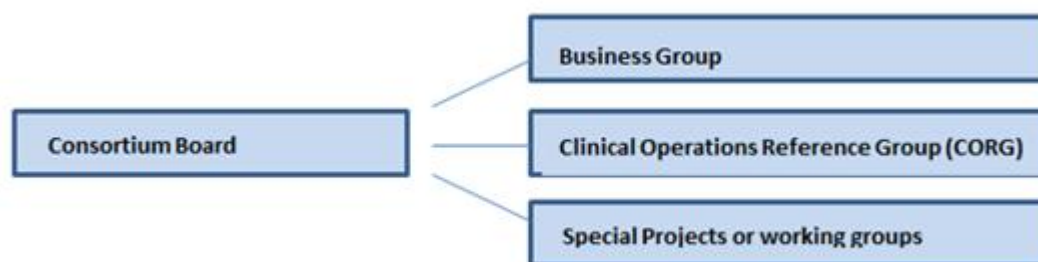 Business Group
Consortium Board
Clinical Operations Reference Group (CORG)
Special Projects or working groups